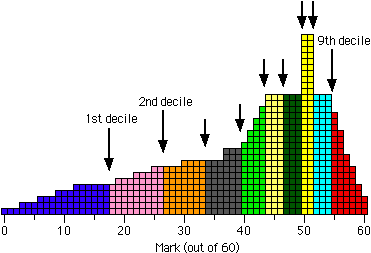 9th decile
2nd decile
1st decile
0 10 20 30 40 50 60
Mark (out of 60)